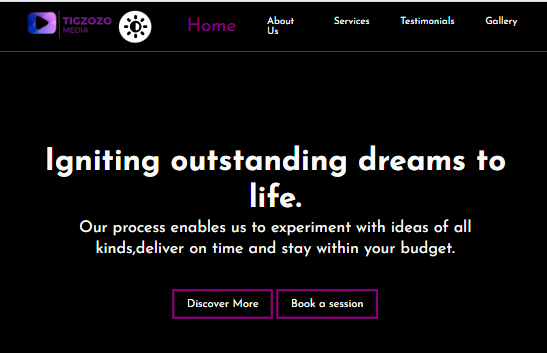 TIGZOZO
MEDIA
Home
About
Us
Services
Testimonials
Gallery
Igniting outstanding dreams to
life.
Our process enables us to experiment with ideas of all
kinds,deliver on time and stay within your budget.
Discover More
Book a session